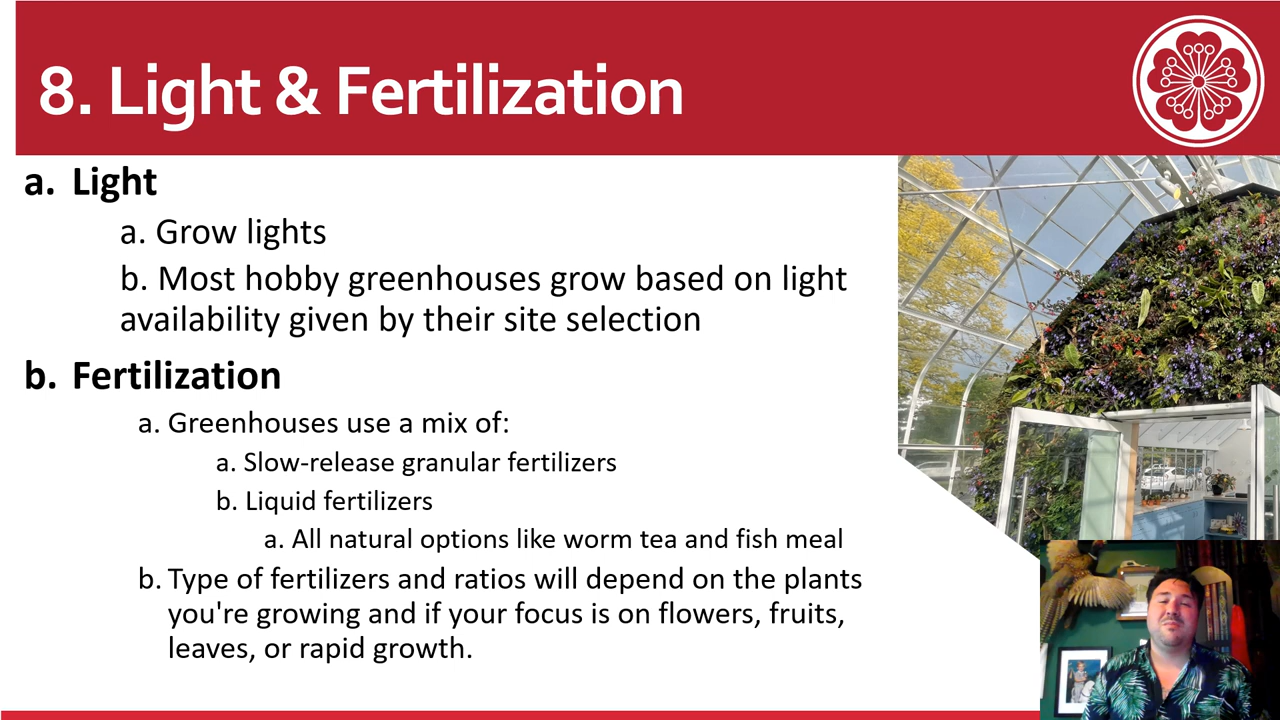 8. Light & Fertilization
a. Light
a. Grow lights
b. Most hobby greenhouses grow based on light
availability given by their site selection
b. Fertilization
a. Greenhouses use a mix of:
a. Slow-release granular fertilizers
b. Liquid fertilizers
a. All natural options like worm tea and fish meal
b. Type of fertilizers and ratios will depend on the plants
you're growing and if your focus is on flowers, fruits,
leaves, or rapid growth.